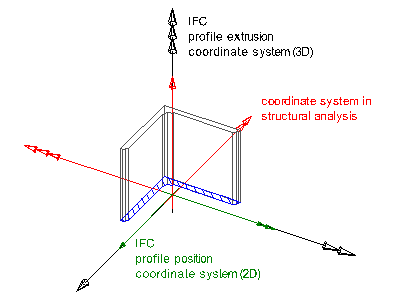 IFC
profile extrusion
coordinate system (3D)
coordinate system in
structural analysis
IFC
profile position
coordinate system (2D)